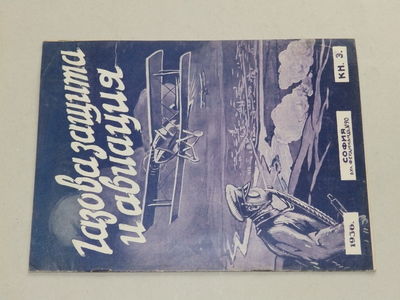 Газова защита
и авиация
КН. 3.
СОФИЯ
1936.